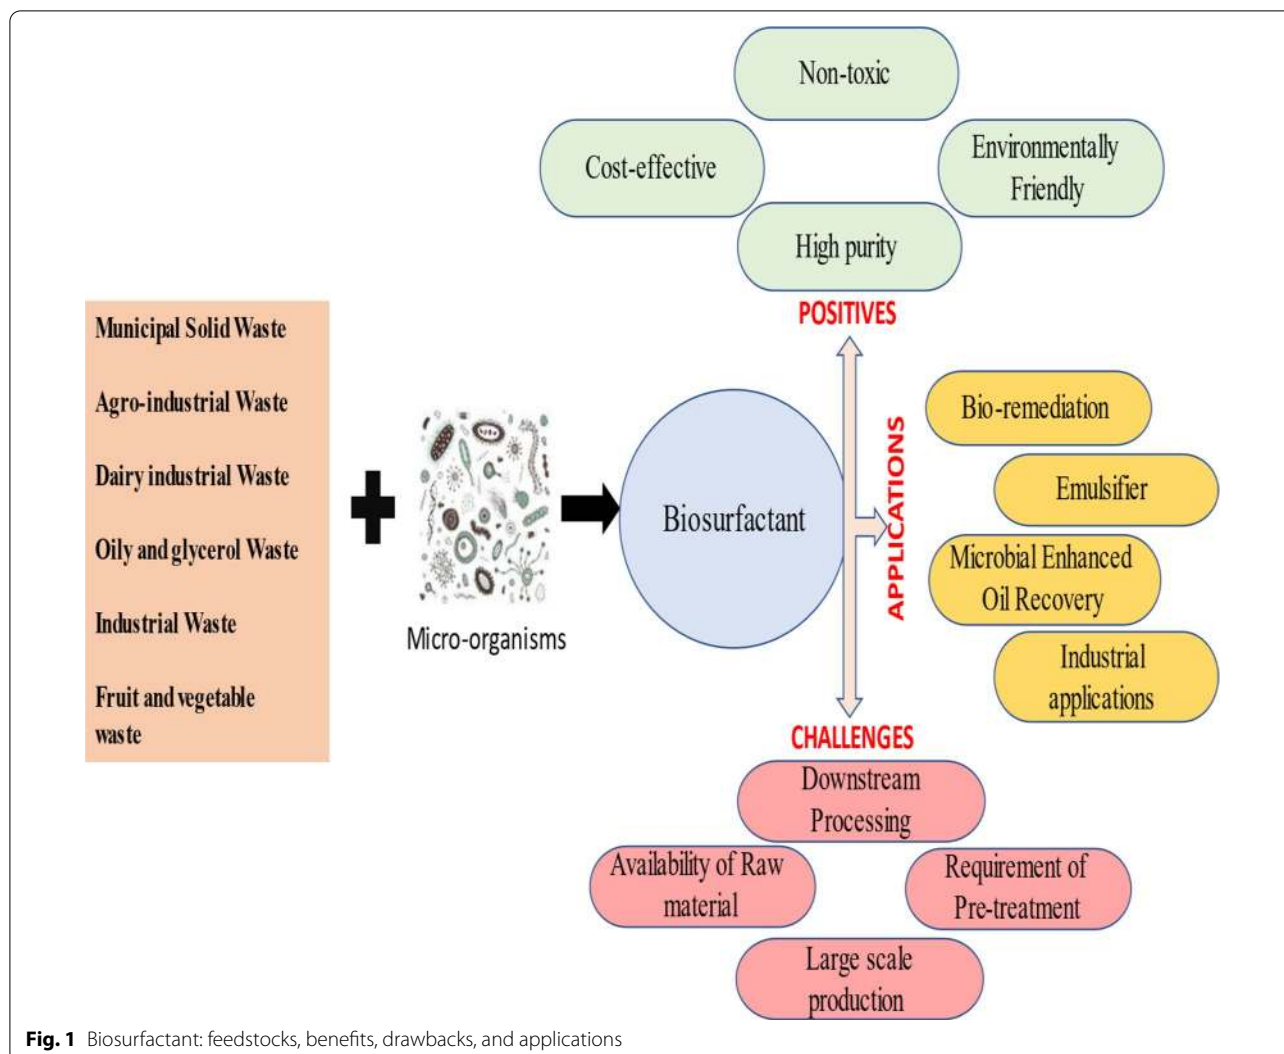 Non-toxic
Cost-effective
Environmentally
Friendly
High purity
POSITIVES
Municipal Solid Waste
Agro-industrial Waste
Dairy industrial Waste
Oily and glycerol Waste
Industrial Waste
Fruit and vegetable
waste
Micro-organisms
Biosurfactant
APPLICATIONS
Bio-remediation
Emulsifier
Microbial Enhanced
Oil Recovery
Industrial
applications
CHALLENGES
Downstream
Processing
Availability of Raw
material
Requirement of
Pre-treatment
Large scale
production
Fig. 1 Biosurfactant: feedstocks, benefits, drawbacks, and applications